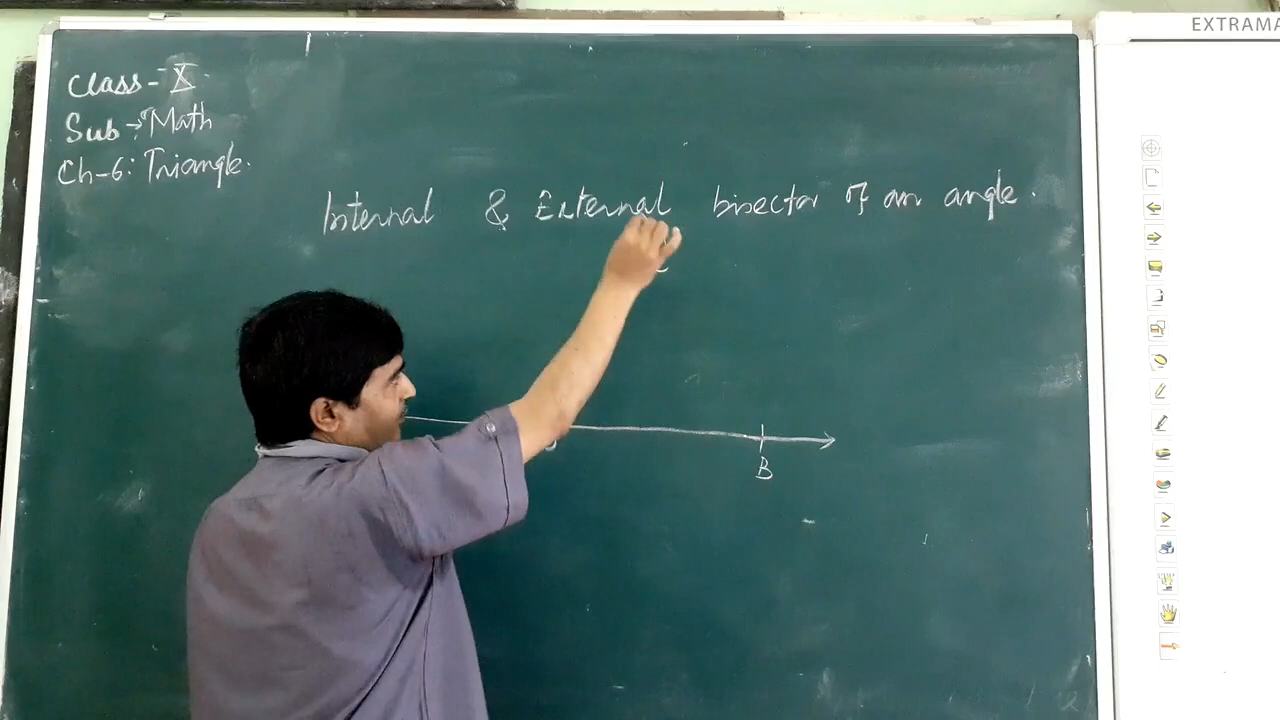 EXTRAMA
Class - X
Sub → Math
Ch-6: Triangle.
Internal & External bisector of an angle.
B